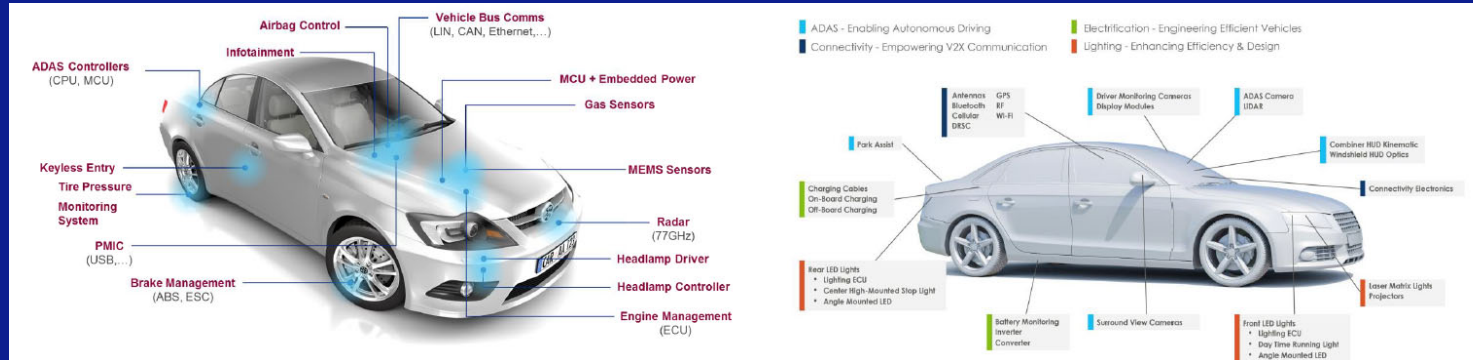 Airbag Control
Vehicle Bus Comms
(LIN, CAN, Ethernet,...)
Infotainment
ADAS Controllers
(CPU, MCU)
MCU + Embedded Power
Gas Sensors
Keyless Entry
Tire Pressure
Monitoring
System
MEMS Sensors
PMIC
(USB,...)
Radar
(77GHz)
Brake Management
(ABS, ESC)
Headlamp Driver
Headlamp Controller
Engine Management
(ECU)
ADAS - Enabling Autonomous Driving
Electrification - Engineering Efficient Vehicles
Connectivity - Empowering V2X Communication
Lighting - Enhancing Efficiency & Design
Antennas GPS
Bluetooth RF
Cellular Wi-Fi
DRSC
Driver Monitoring Cameras
Display Modules
ADAS Camera
LIDAR
Park Assist
Combiner HUD Kinematic
Windshield HUD Optics
Charging Cables
On-Board Charging
Off-Board Charging
Connectivity Electronics
Rear LED Lights
• Lighting ECU
• Center High-Mounted Stop Light
• Angle Mounted LED
Battery Monitoring
Inverter
Converter
Surround View Cameras
Front LED Lights
• Lighting ECU
• Day Time Running Light
• Angle Mounted LED
Laser Matrix Lights
Projectors